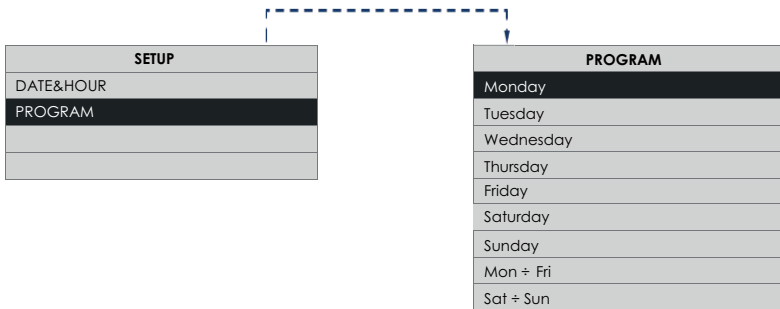 SETUP
DATE&HOUR
PROGRAM
PROGRAM
Monday
Tuesday
Wednesday
Thursday
Friday
Saturday
Sunday
Mon ÷ Fri
Sat ÷ Sun